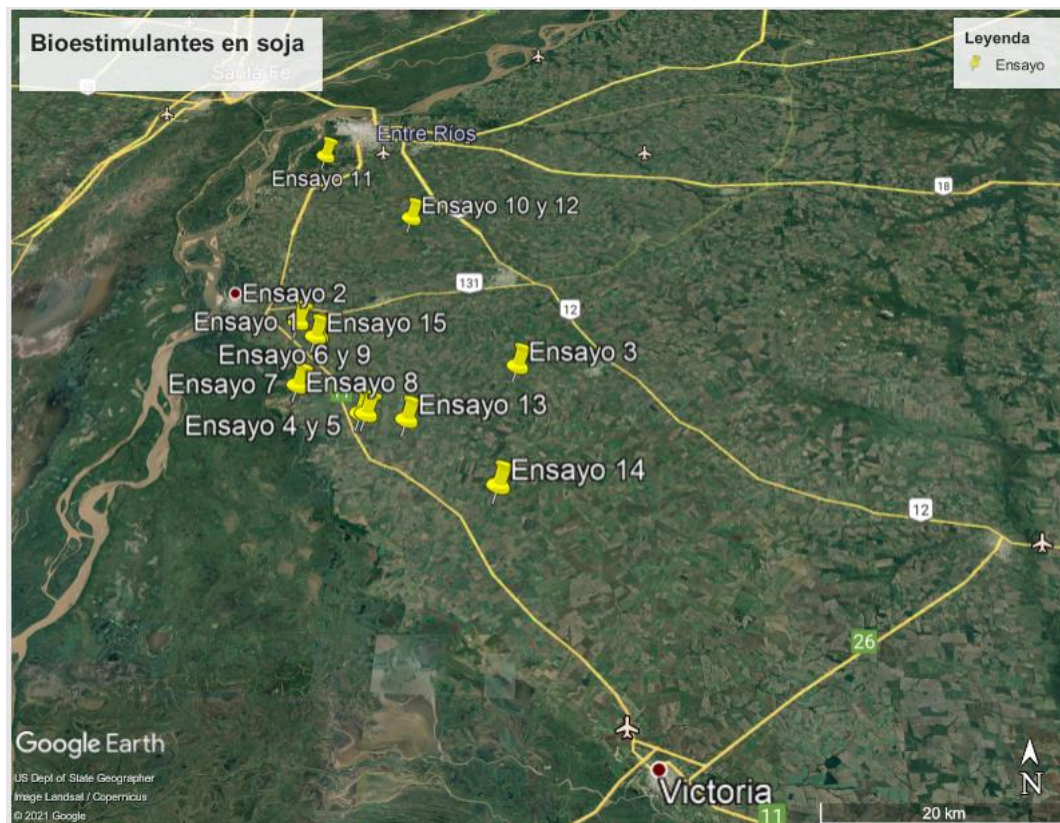 Bioestimulantes en soja
Leyenda
Ensayo
Santa Fe
19
Entre Ríos
Ensayo 11
18
Ensayo 10 y 12
131
Ensayo 2
12
Ensayo 1
Ensayo 15
Ensayo 6 y 9
Ensayo 3
Ensayo 7
Ensayo 8
11
Ensayo 13
Ensayo 4 y 5
Ensayo 14
12
26
Google Earth
US Dept of State Geographer
Image Landsat / Copernicus
© 2021 Google
Victoria
N
20 km
11